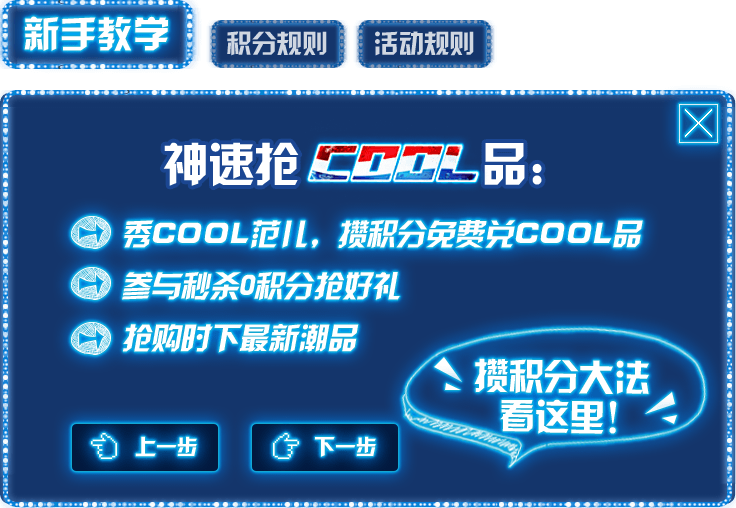 新手教学
积分规则
活动规则
神速抢COOL品：
秀COOL范儿，攒积分免费兑COOL品
参与秒杀0积分抢好礼
抢购时下最新潮品
攒积分大法
看这里！
上一步
下一步